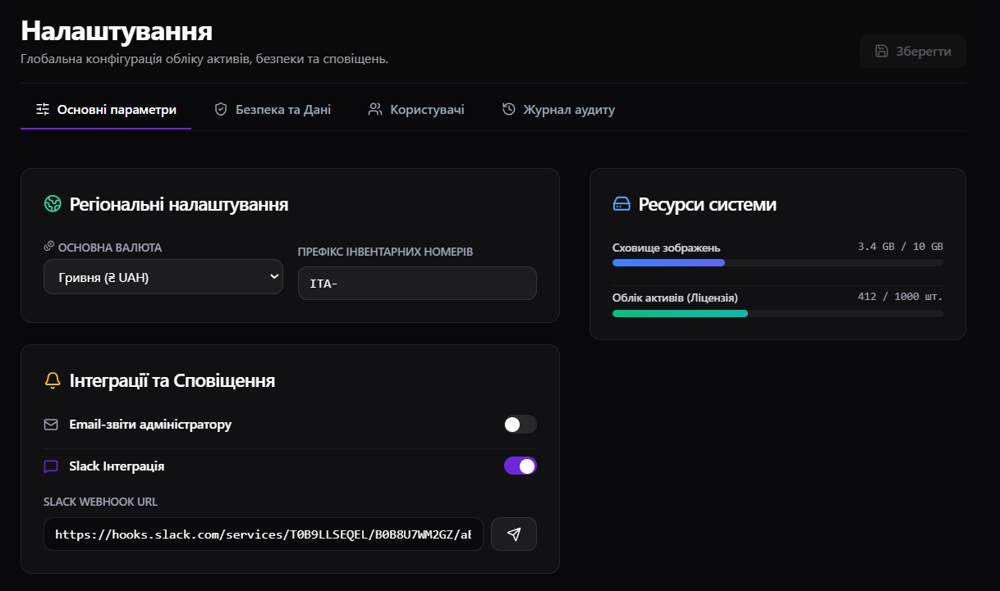 Налаштування
Глобальна конфігурація обліку активів, безпеки та сповіщень.
Зберегти
Основні параметри
Безпека та Дані
Користувачі
Журнал аудиту
Регіональні налаштування
ОСНОВНА ВАЛЮТА
Гривня (₴ UAH)
ПРЕФІКС ІНВЕНТАРНИХ НОМЕРІВ
ITA-
Ресурси системи
Сховище зображень
3.4 GB / 10 GB
Облік активів (Ліцензія)
412 / 1000 шт.
Інтеграції та Сповіщення
Email-звіти адміністратору
Slack Інтеграція
SLACK WEBHOOK URL
https://hooks.slack.com/services/T0B9LLSEQEL/B0B8U7WM2GZ/a